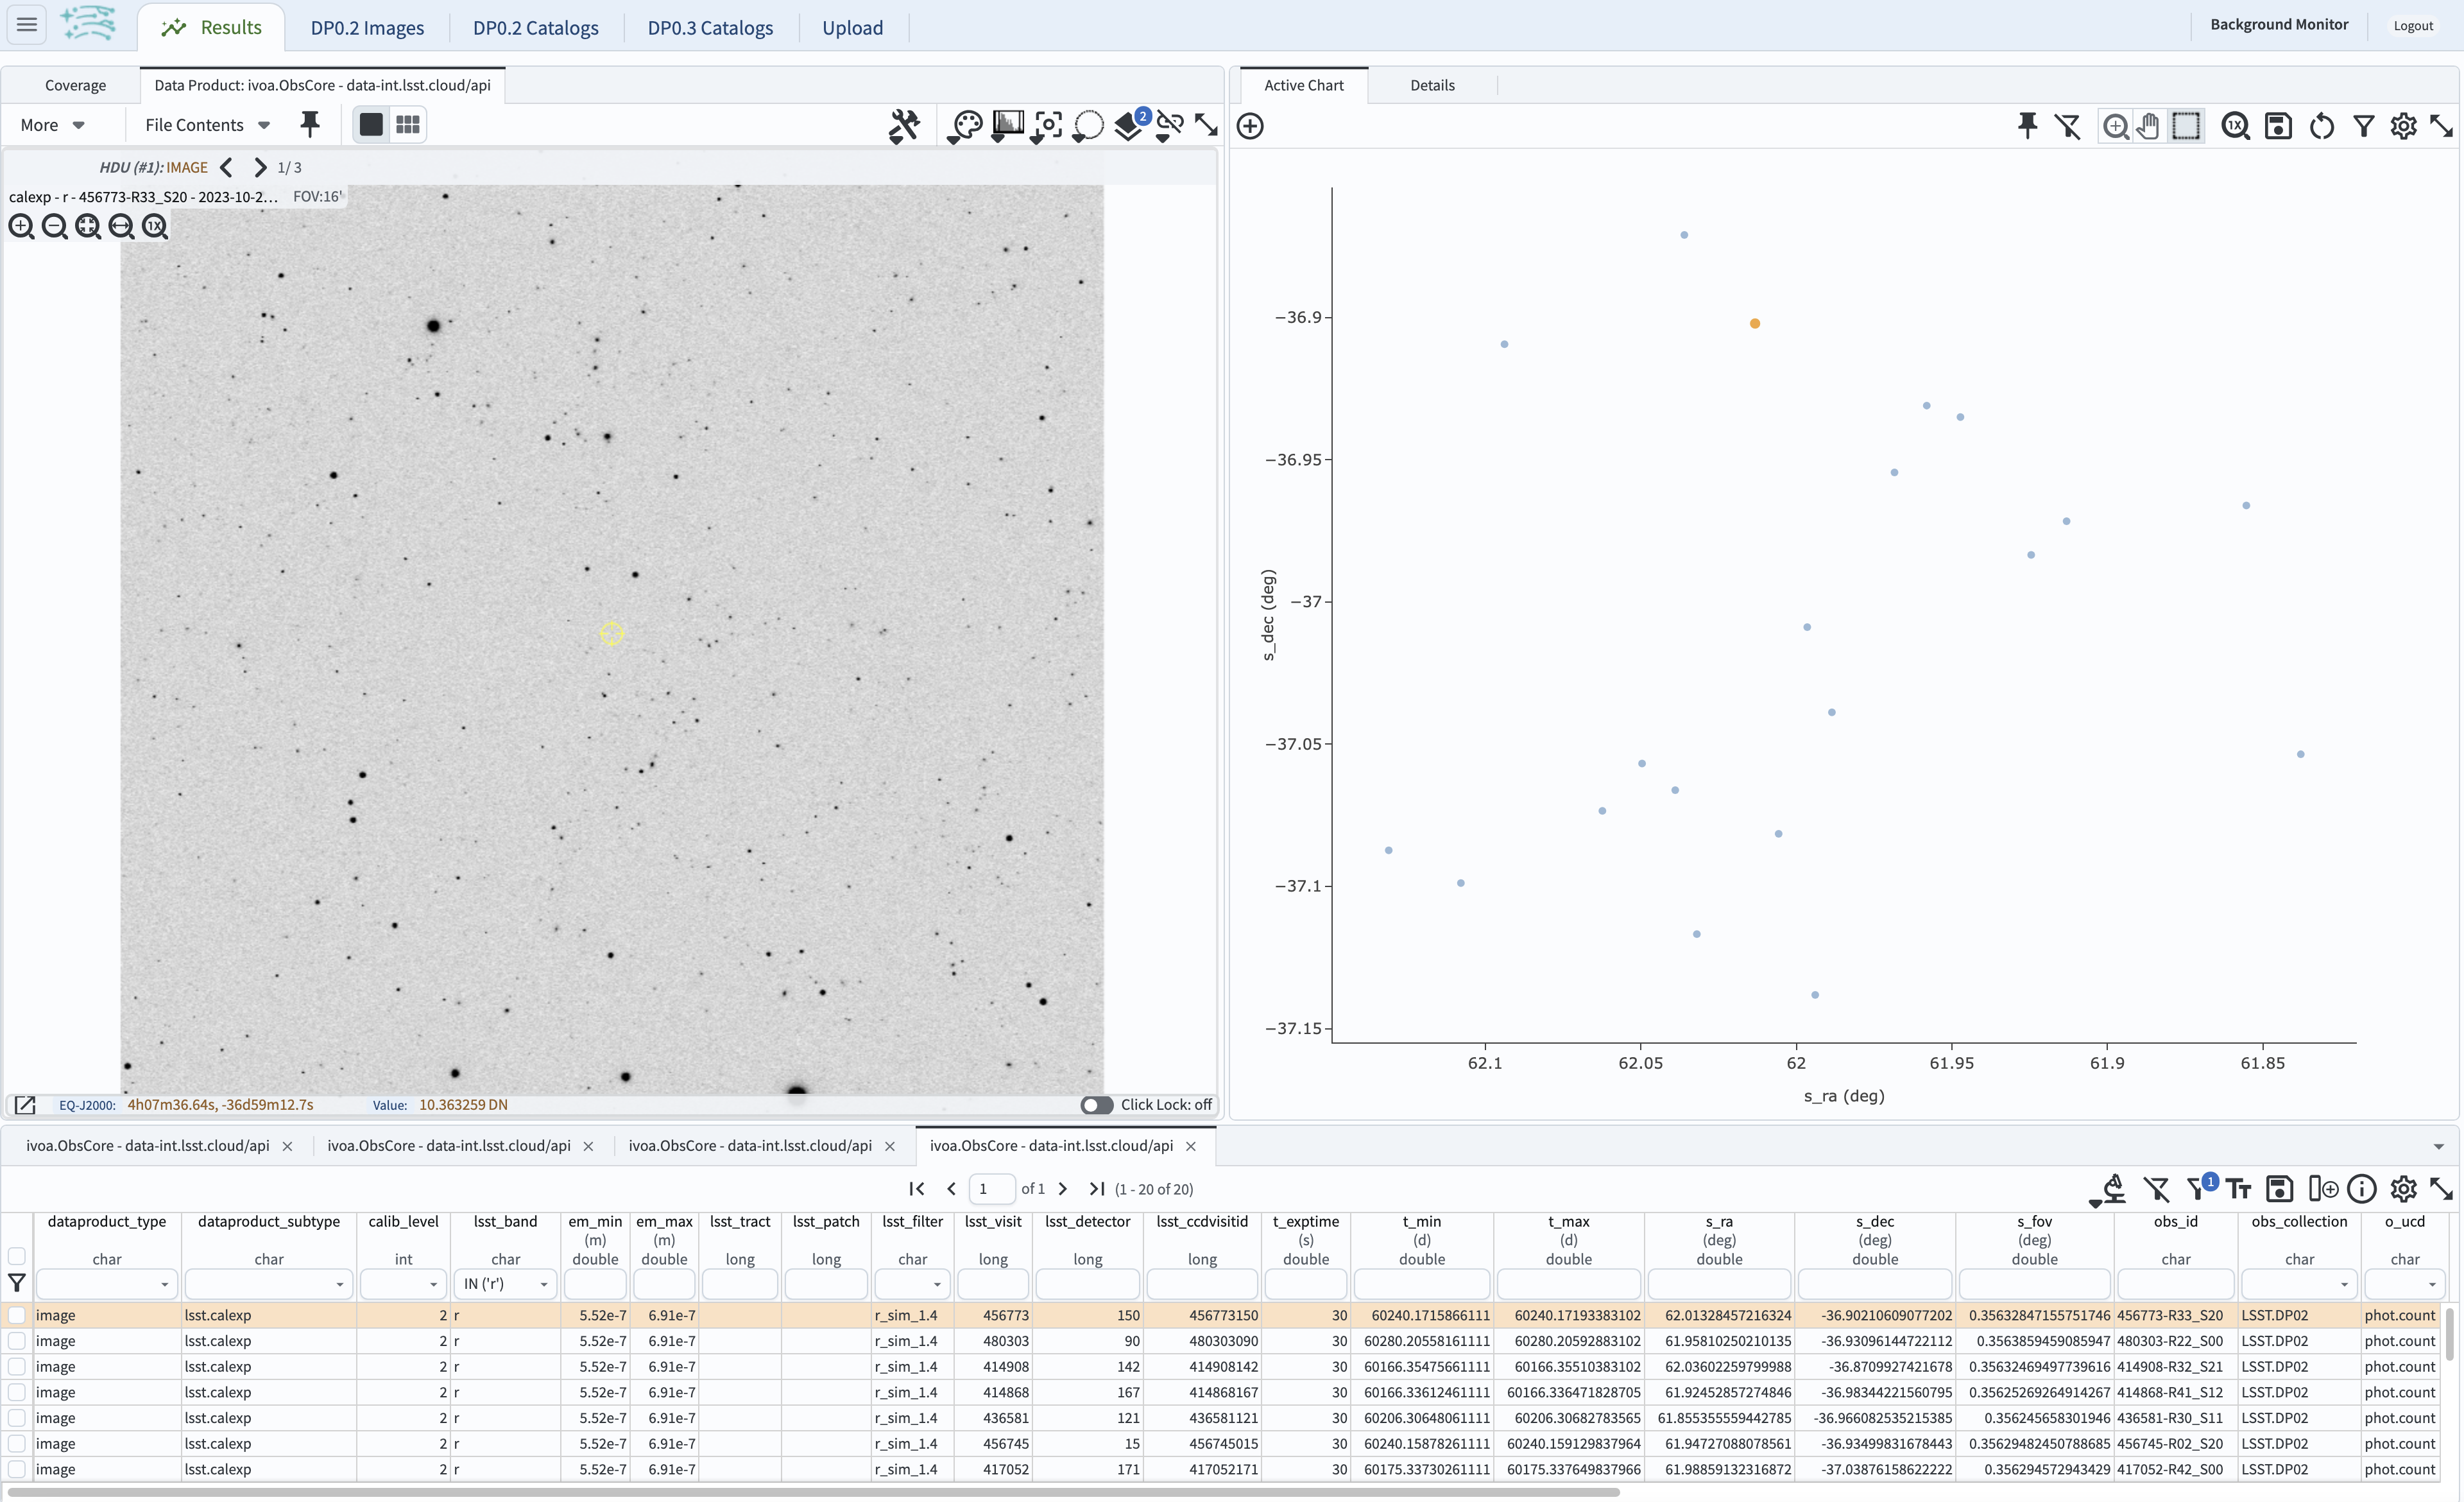 Results DP0.2 Images DP0.2 Catalogs DP0.3 Catalogs Upload Background Monitor Logout
Coverage Data Product: ivoa.ObsCore - data-int.lsst.cloud/api
More File Contents 2
HDU (#1): IMAGE 1/ 3
calexp - r - 456773-R33_S20 - 2023-10-2... FOV:16'
1X
EQ-J2000: 4h07m36.64s, -36d59m12.7s Value: 10.363259 DN Click Lock: off
Active Chart Details
1X
−36.9
−36.95
−37
−37.05
−37.1
−37.15
s_dec (deg)
62.1 62.05 62 61.95 61.9 61.85
s_ra (deg)
ivoa.ObsCore - data-int.lsst.cloud/api ivoa.ObsCore - data-int.lsst.cloud/api ivoa.ObsCore - data-int.lsst.cloud/api ivoa.ObsCore - data-int.lsst.cloud/api
1 of 1 (1 - 20 of 20) 1 TT
dataproduct_type dataproduct_subtype calib_level lsst_band em_min em_max lsst_tract lsst_patch lsst_filter lsst_visit lsst_detector lsst_ccdvisitid t_exptime t_min t_max s_ra s_dec s_fov obs_id obs_collection o_ucd
(m) (m) (s) (d) (d) (deg) (deg) (deg)
char char int char double double long long char long long long double double double double double double char char char
IN ('r')
image lsst.calexp 2 r 5.52e-7 6.91e-7 r_sim_1.4 456773 150 456773150 30 60240.1715866111 60240.17193383102 62.01328457216324 -36.90210609077202 0.35632847155751746 456773-R33_S20 LSST.DP02 phot.count
image lsst.calexp 2 r 5.52e-7 6.91e-7 r_sim_1.4 480303 90 480303090 30 60280.20558161111 60280.20592883102 61.95810250210135 -36.93096144722112 0.3563859459085947 480303-R22_S00 LSST.DP02 phot.count
image lsst.calexp 2 r 5.52e-7 6.91e-7 r_sim_1.4 414908 142 414908142 30 60166.35475661111 60166.35510383102 62.03602259799988 -36.8709927421678 0.35632469497739616 414908-R32_S21 LSST.DP02 phot.count
image lsst.calexp 2 r 5.52e-7 6.91e-7 r_sim_1.4 414868 167 414868167 30 60166.33612461111 60166.336471828705 61.92452857274846 -36.98344221560795 0.35625269264914267 414868-R41_S12 LSST.DP02 phot.count
image lsst.calexp 2 r 5.52e-7 6.91e-7 r_sim_1.4 436581 121 436581121 30 60206.30648061111 60206.30682783565 61.855355559442785 -36.966082535215385 0.356245658301946 436581-R30_S11 LSST.DP02 phot.count
image lsst.calexp 2 r 5.52e-7 6.91e-7 r_sim_1.4 456745 15 456745015 30 60240.15878261111 60240.159129837964 61.94727088078561 -36.93499831678443 0.35629482450788685 456745-R02_S20 LSST.DP02 phot.count
image lsst.calexp 2 r 5.52e-7 6.91e-7 r_sim_1.4 417052 171 417052171 30 60175.33730261111 60175.337649837966 61.98859132316872 -37.03876158622222 0.356294572943429 417052-R42_S00 LSST.DP02 phot.count